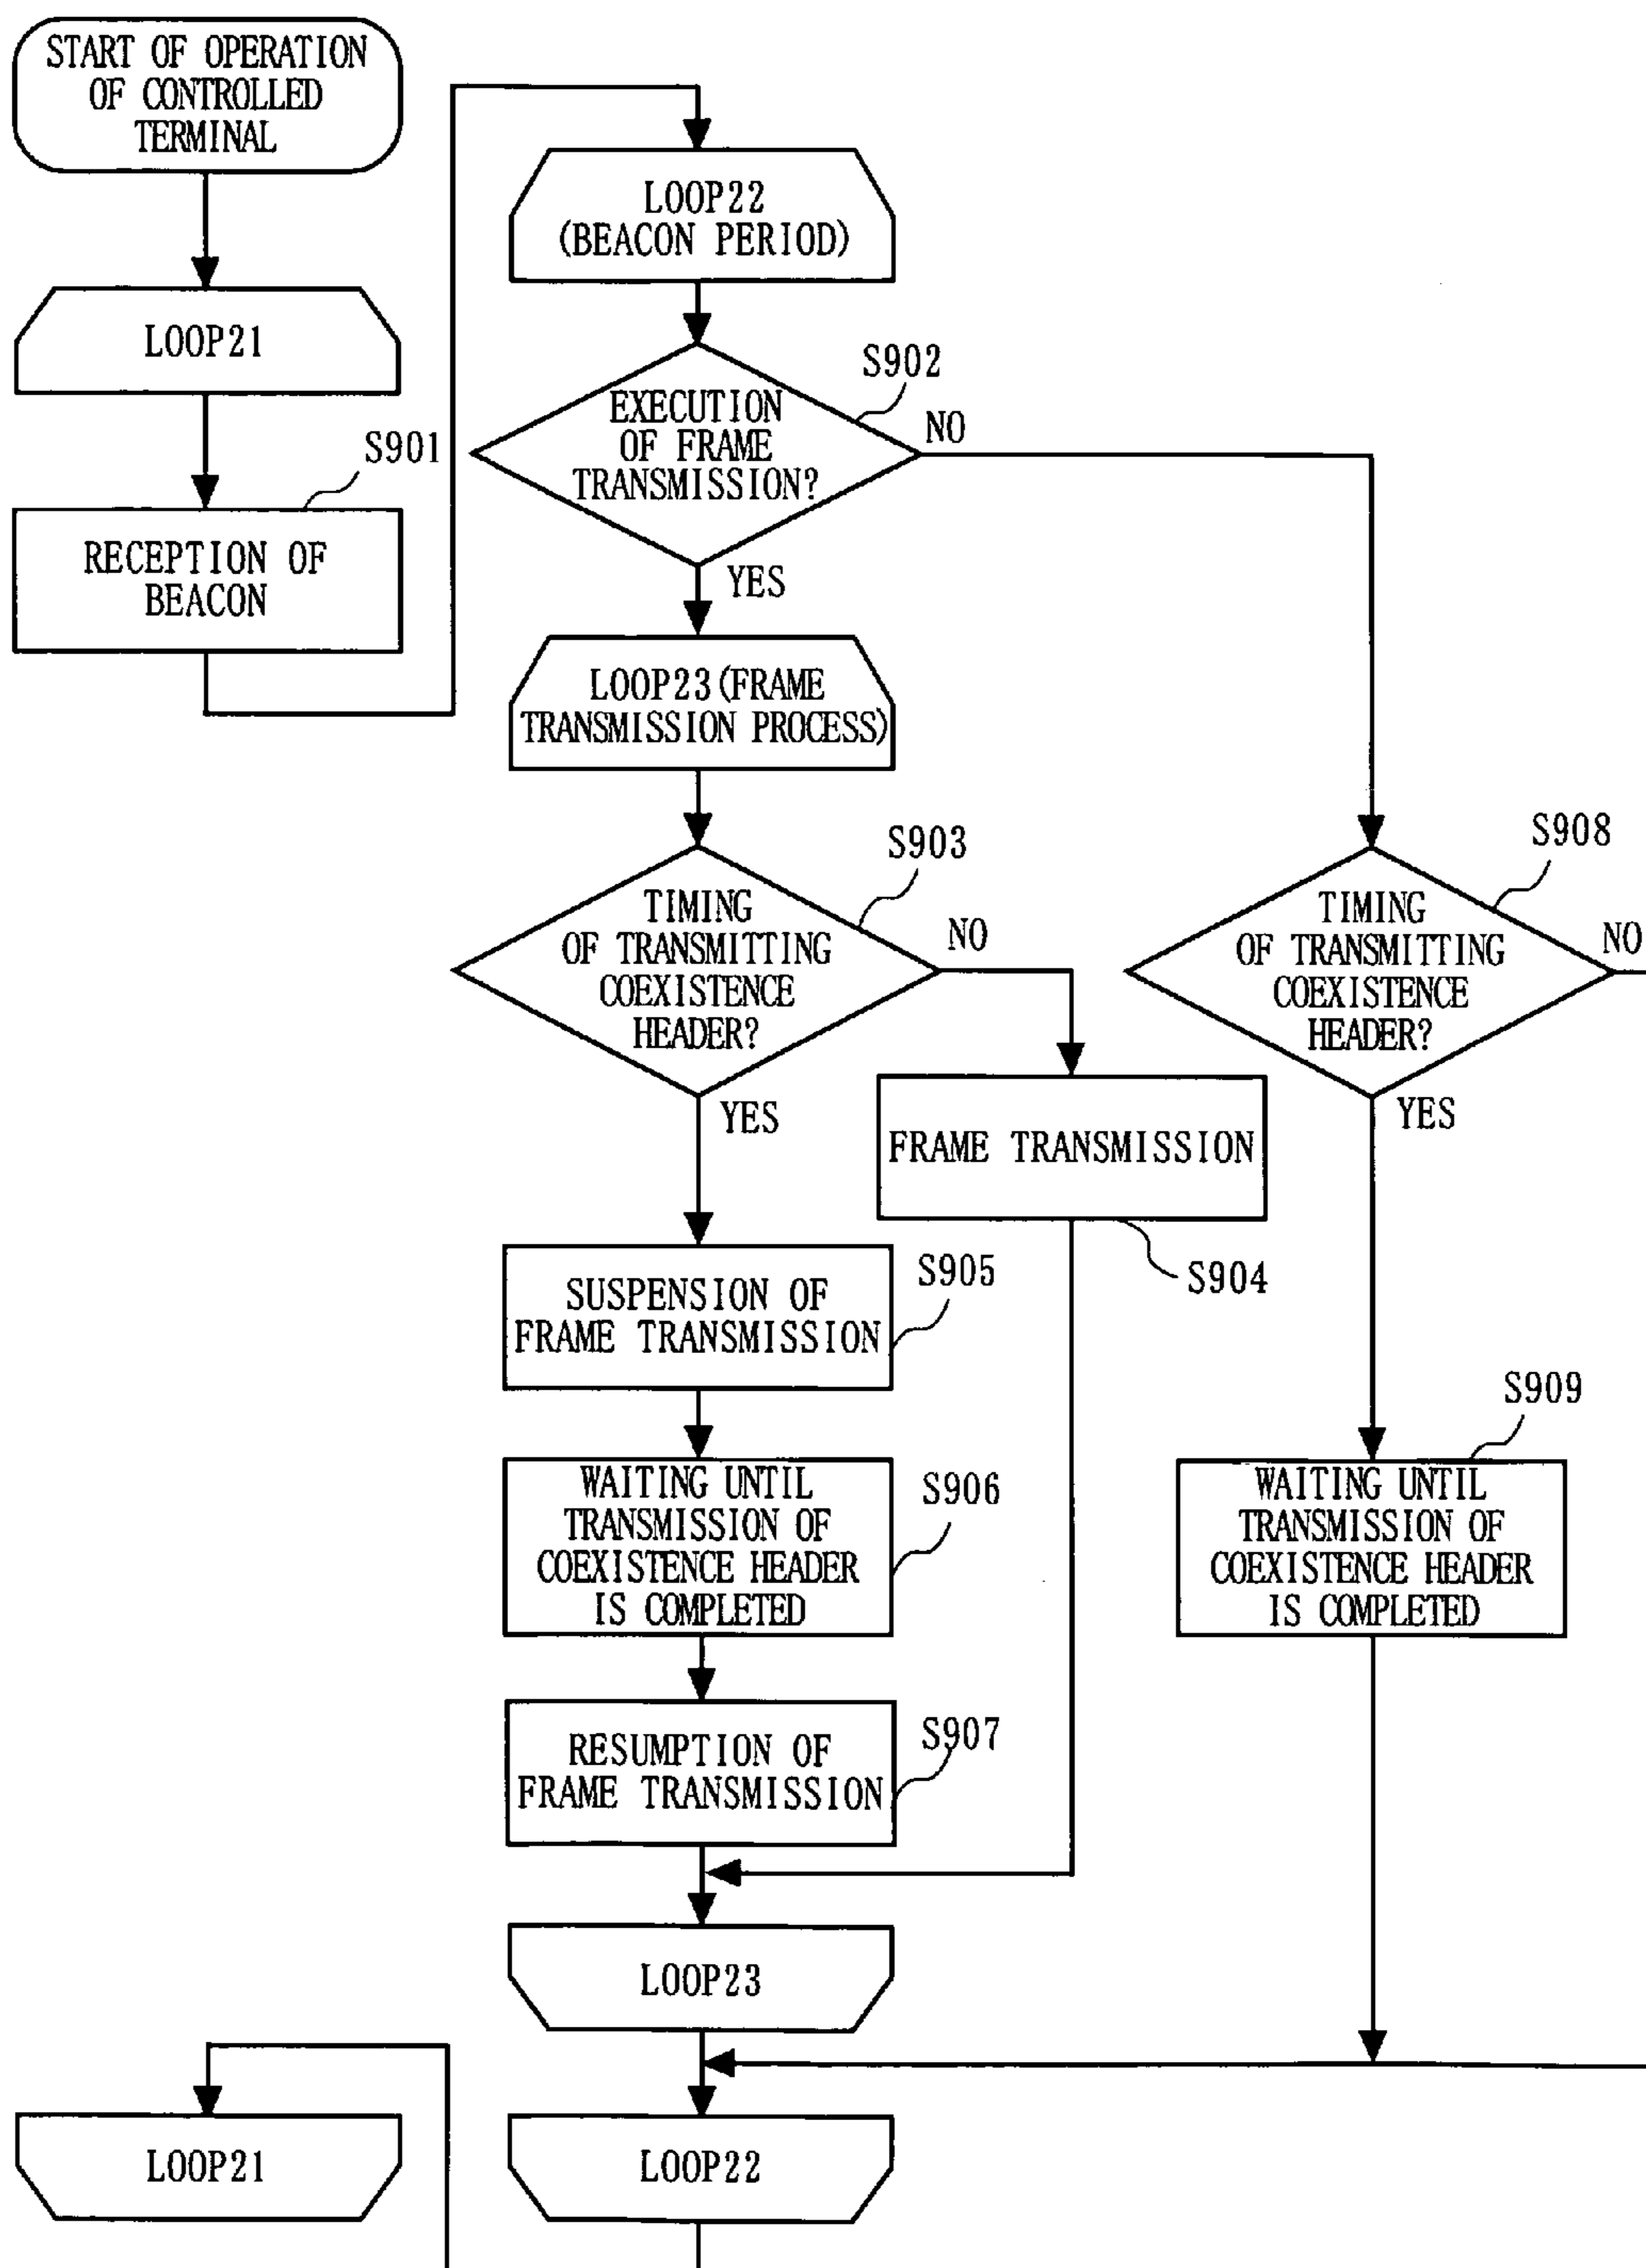 START OF OPERATION
OF CONTROLLED
TERMINAL
LOOP21
S901
RECEPTION OF
BEACON
LOOP22
(BEACON PERIOD)
S902
EXECUTION
OF FRAME
TRANSMISSION?
NO
YES
LOOP23(FRAME
TRANSMISSION PROCESS)
S903
TIMING
OF TRANSMITTING
COEXISTENCE
HEADER?
NO
YES
FRAME TRANSMISSION
S904
SUSPENSION OF
FRAME TRANSMISSION
S905
WAITING UNTIL
TRANSMISSION OF
COEXISTENCE HEADER
IS COMPLETED
S906
RESUMPTION OF
FRAME TRANSMISSION
S907
LOOP23
S908
TIMING
OF TRANSMITTING
COEXISTENCE
HEADER?
NO
YES
S909
WAITING UNTIL
TRANSMISSION OF
COEXISTENCE HEADER
IS COMPLETED
LOOP22
LOOP21